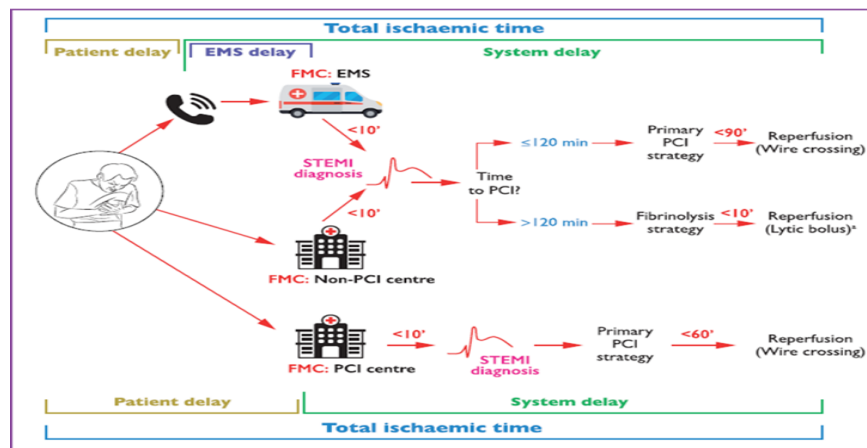 Total ischaemic time
Patient delay
EMS delay
System delay
FMC: EMS
<10'
STEMI
diagnosis
<10'
Time
to PCI?
≤120 min
Primary
PCI
strategy
<90'
Reperfusion
(Wire crossing)
>120 min
Fibrinolysis
strategy
<10'
Reperfusion
(Lytic bolus)ᵃ
FMC: Non-PCI centre
FMC: PCI centre
<10'
STEMI
diagnosis
Primary
PCI
strategy
<60'
Reperfusion
(Wire crossing)
Patient delay
System delay
Total ischaemic time